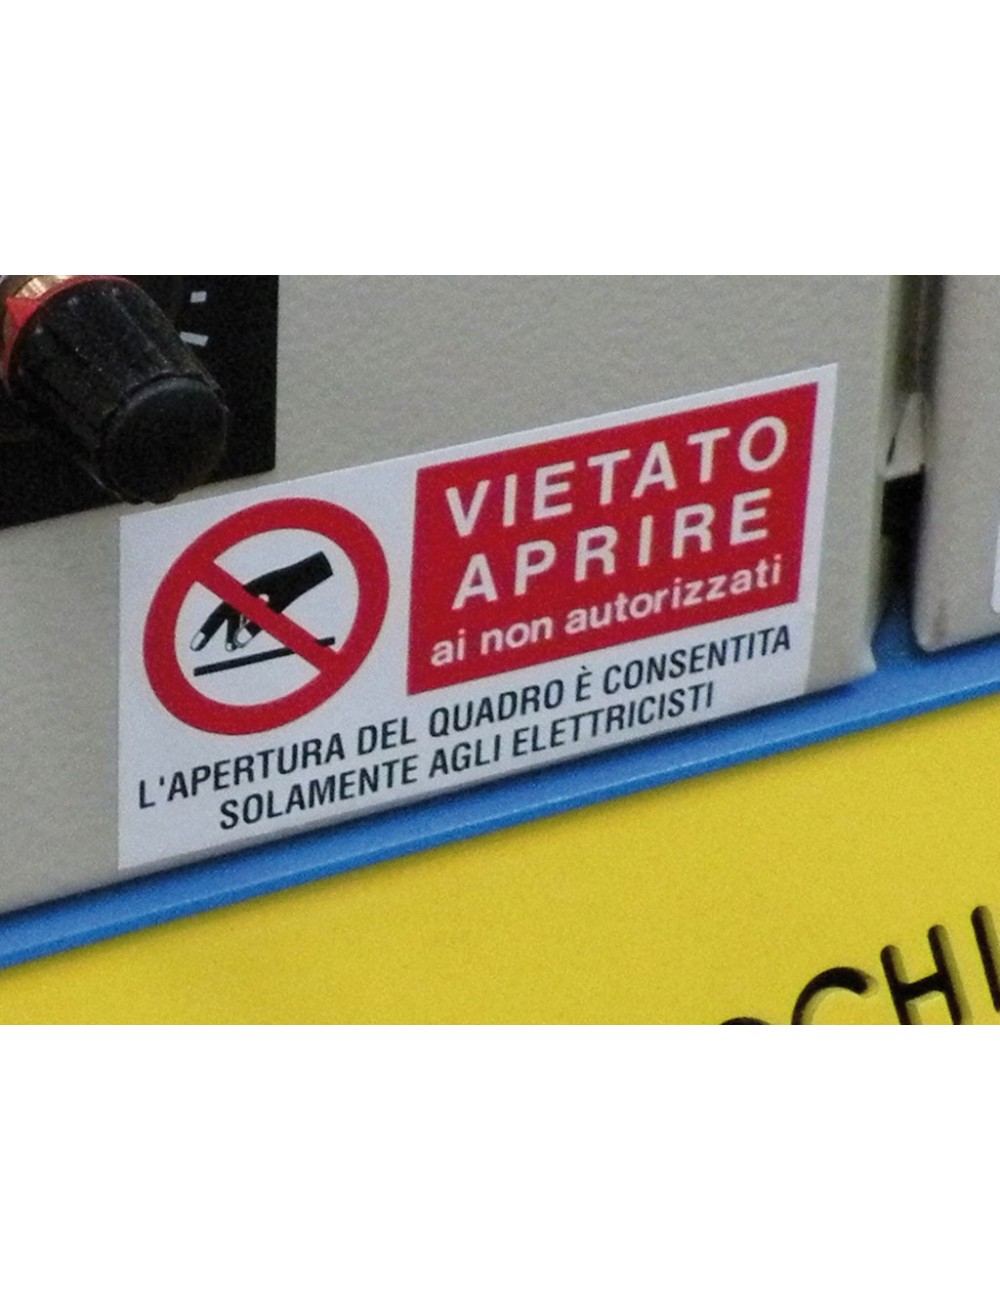 VIETATO
APRIRE
ai non autorizzati
L'APERTURA DEL QUADRO È CONSENTITA
SOLAMENTE AGLI ELETTRICISTI